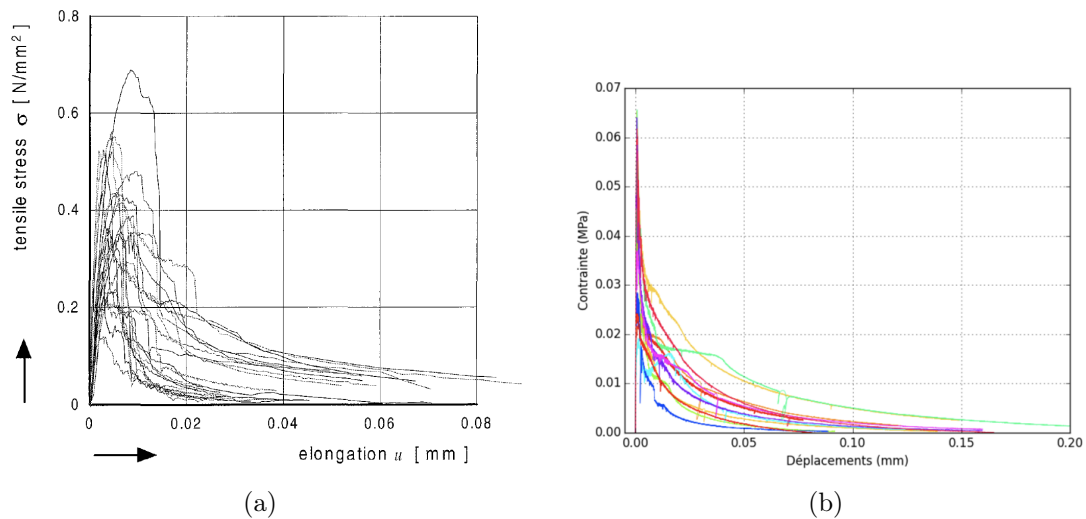 tensile stress σ [ N/mm² ]
0.8
0.6
0.4
0.2
0
0 0.02 0.04 0.06 0.08
elongation u [ mm ]
(a)
Contrainte (MPa)
0.07
0.06
0.05
0.04
0.03
0.02
0.01
0.00
0.00 0.05 0.10 0.15 0.20
Déplacements (mm)
(b)